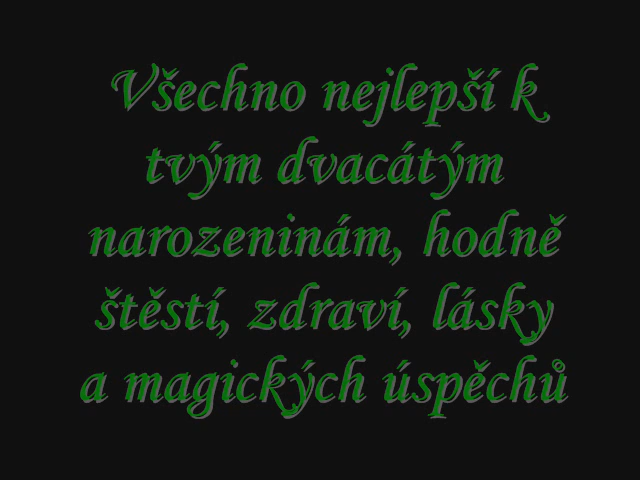 Všechno nejlepší k
tvým dvacátým
narozeninám, hodně
štěstí, zdraví, lásky
a magických úspěchů